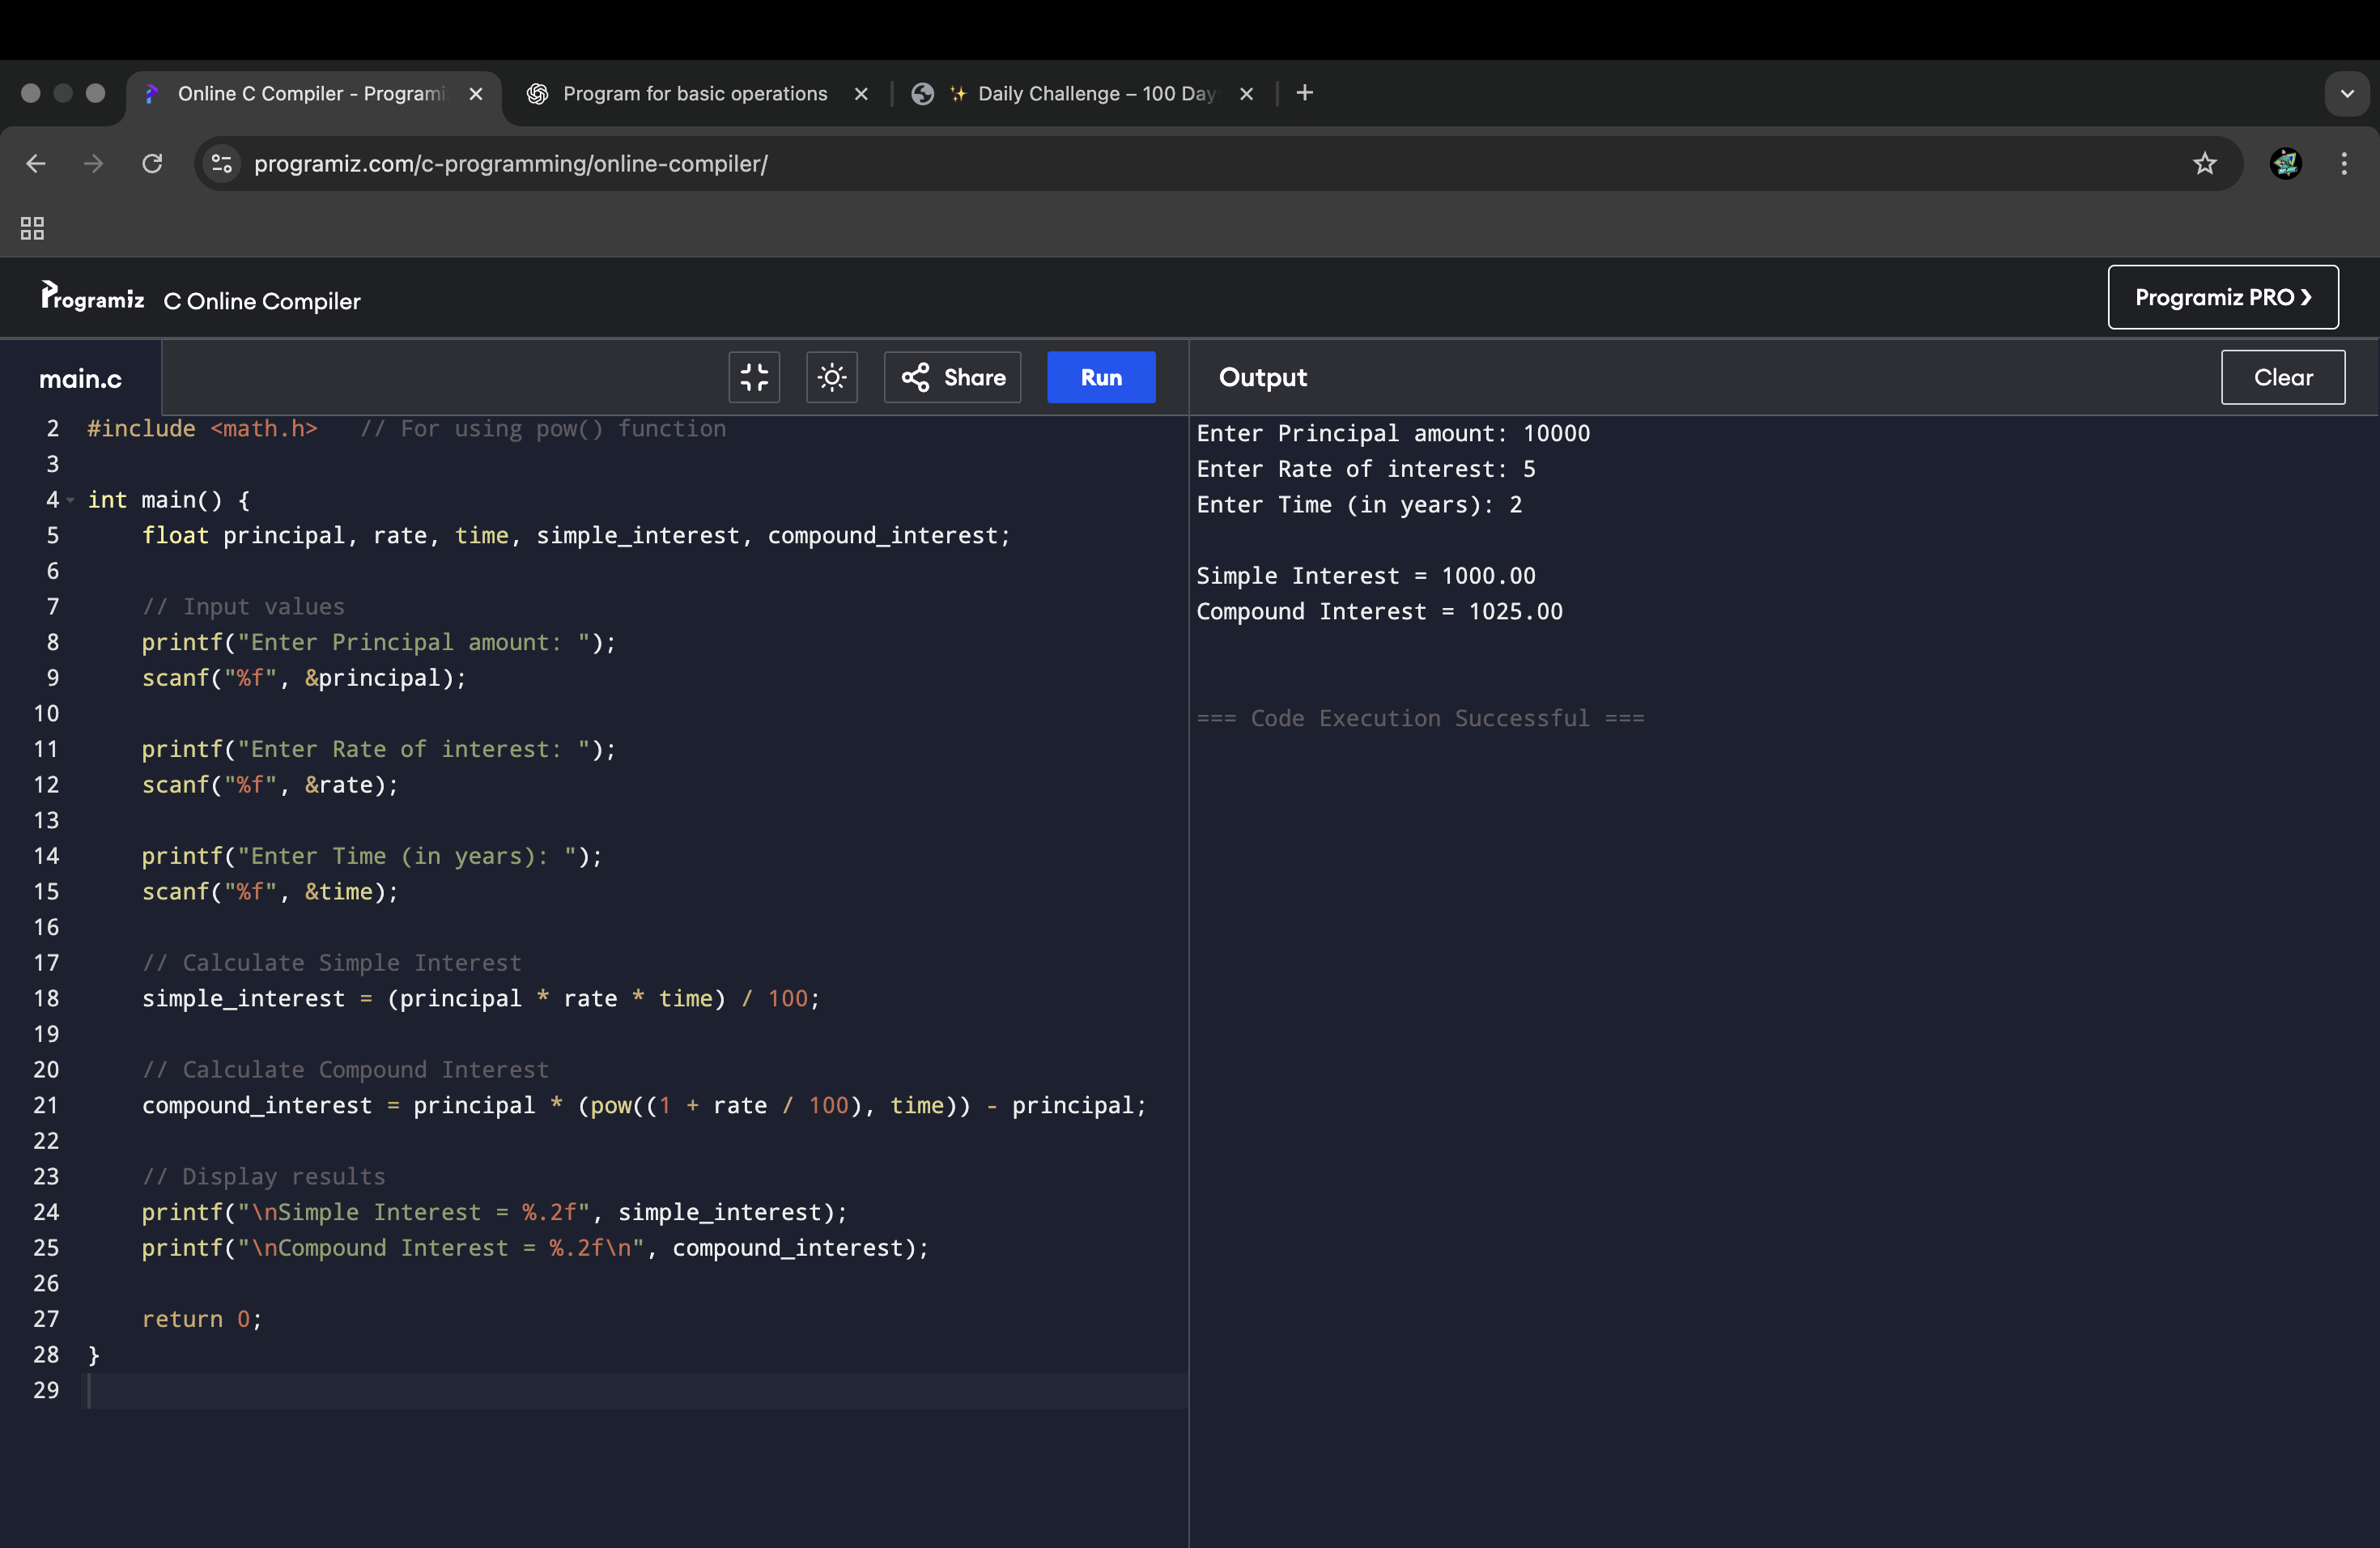 Online C Compiler - Programi
Program for basic operations
✨ Daily Challenge – 100 Day
programiz.com/c-programming/online-compiler/
Programiz C Online Compiler
Programiz PRO ❯
main.c
Share
Run
Output
Clear
2 #include <math.h>   // For using pow() function
3
4 int main() {
5     float principal, rate, time, simple_interest, compound_interest;
6
7     // Input values
8     printf("Enter Principal amount: ");
9     scanf("%f", &principal);
10
11     printf("Enter Rate of interest: ");
12     scanf("%f", &rate);
13
14     printf("Enter Time (in years): ");
15     scanf("%f", &time);
16
17     // Calculate Simple Interest
18     simple_interest = (principal * rate * time) / 100;
19
20     // Calculate Compound Interest
21     compound_interest = principal * (pow((1 + rate / 100), time)) - principal;
22
23     // Display results
24     printf("\nSimple Interest = %.2f", simple_interest);
25     printf("\nCompound Interest = %.2f\n", compound_interest);
26
27     return 0;
28 }
29
Enter Principal amount: 10000
Enter Rate of interest: 5
Enter Time (in years): 2
Simple Interest = 1000.00
Compound Interest = 1025.00
=== Code Execution Successful ===